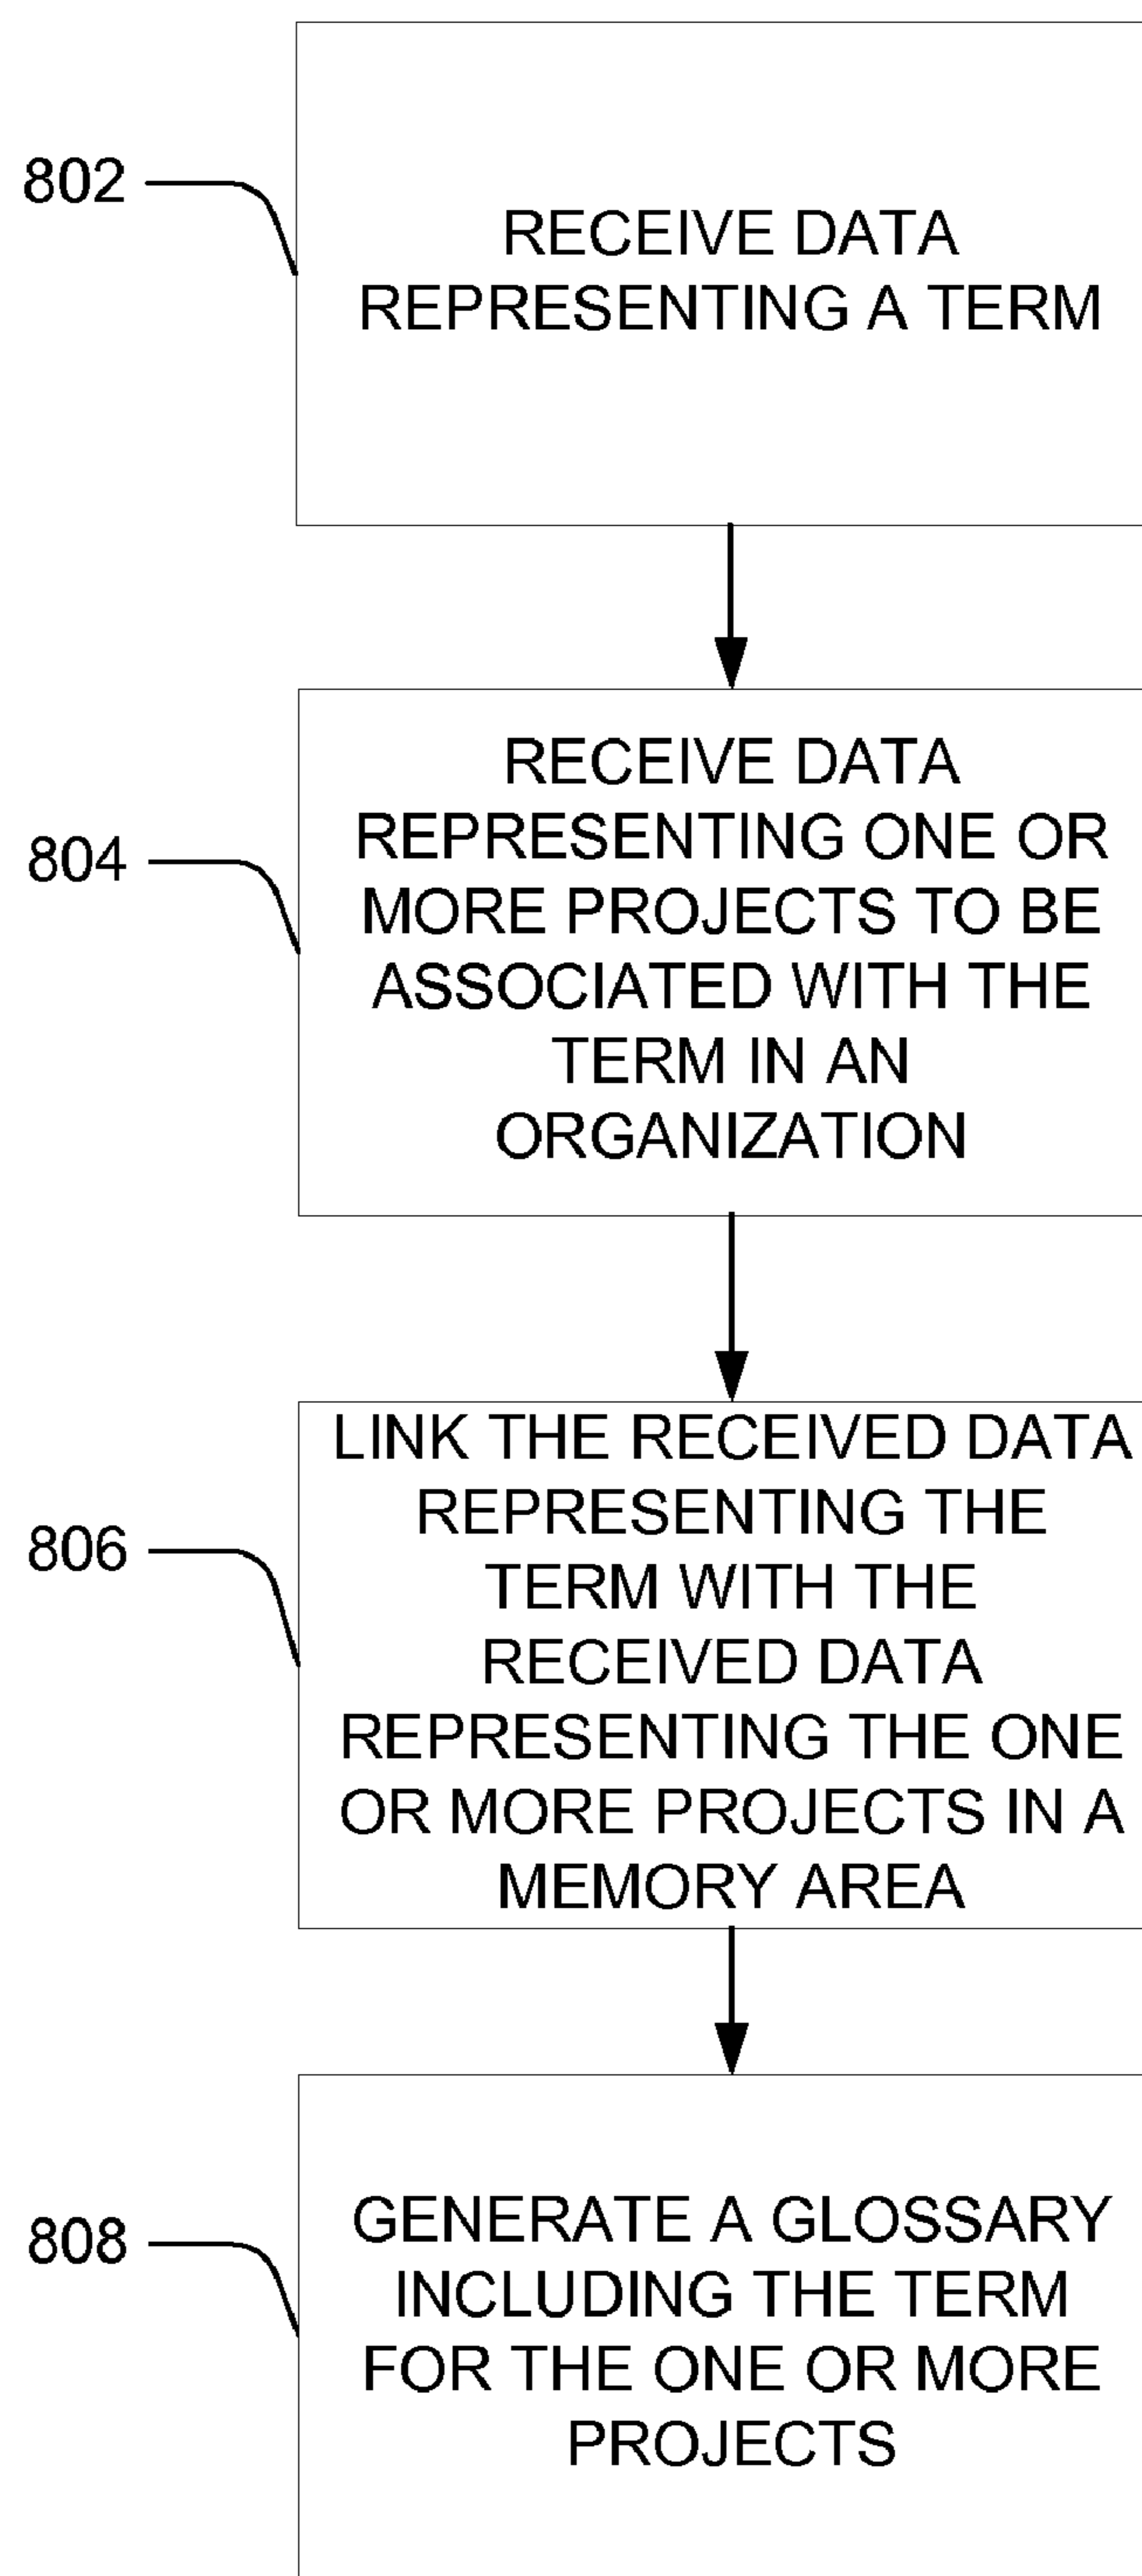 802
RECEIVE DATA
REPRESENTING A TERM
804
RECEIVE DATA
REPRESENTING ONE OR
MORE PROJECTS TO BE
ASSOCIATED WITH THE
TERM IN AN
ORGANIZATION
806
LINK THE RECEIVED DATA
REPRESENTING THE
TERM WITH THE
RECEIVED DATA
REPRESENTING THE ONE
OR MORE PROJECTS IN A
MEMORY AREA
808
GENERATE A GLOSSARY
INCLUDING THE TERM
FOR THE ONE OR MORE
PROJECTS